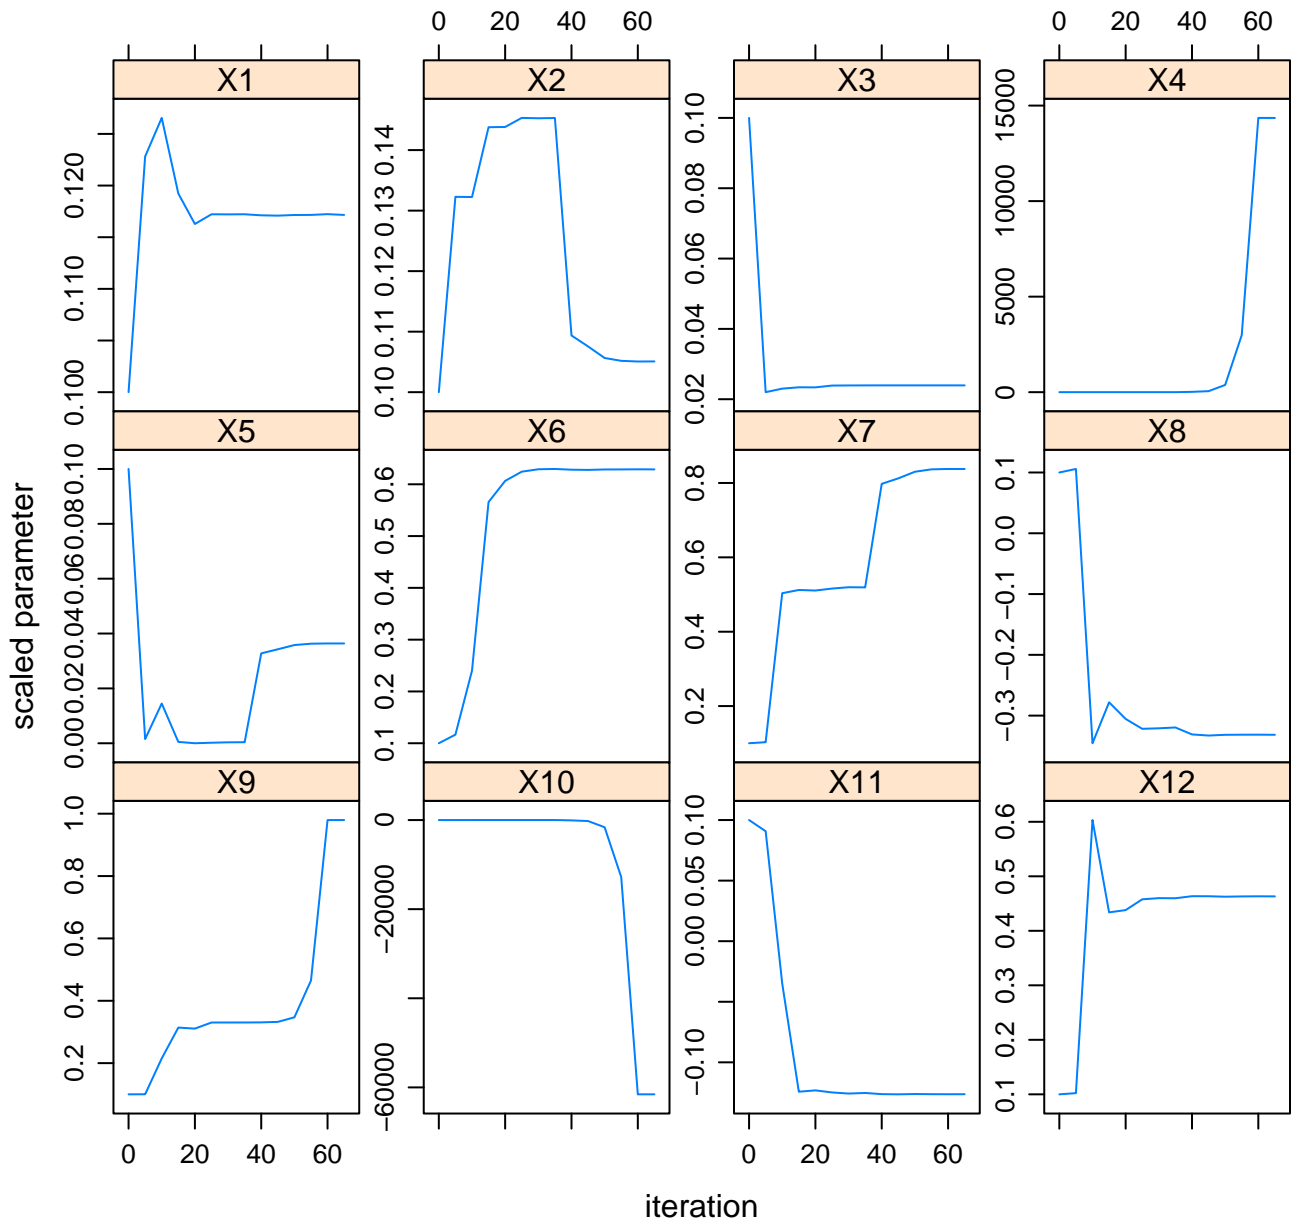 0 20 40 60 0 20 40 60
X1 X2 X3 X4
0.100 0.110 0.120
0.10 0.11 0.12 0.13 0.14
0.02 0.04 0.06 0.08 0.10
0 5000 10000 15000
X5 X6 X7 X8
0.00 0.02 0.04 0.06 0.08 0.10
0.1 0.2 0.3 0.4 0.5 0.6
0.2 0.4 0.6 0.8
−0.3 −0.2 −0.1 0.0 0.1
X9 X10 X11 X12
0.2 0.4 0.6 0.8 1.0
−60000 −20000 0
−0.10 0.00 0.05 0.10
0.1 0.2 0.3 0.4 0.5 0.6
0 20 40 60 0 20 40 60
scaled parameter
iteration